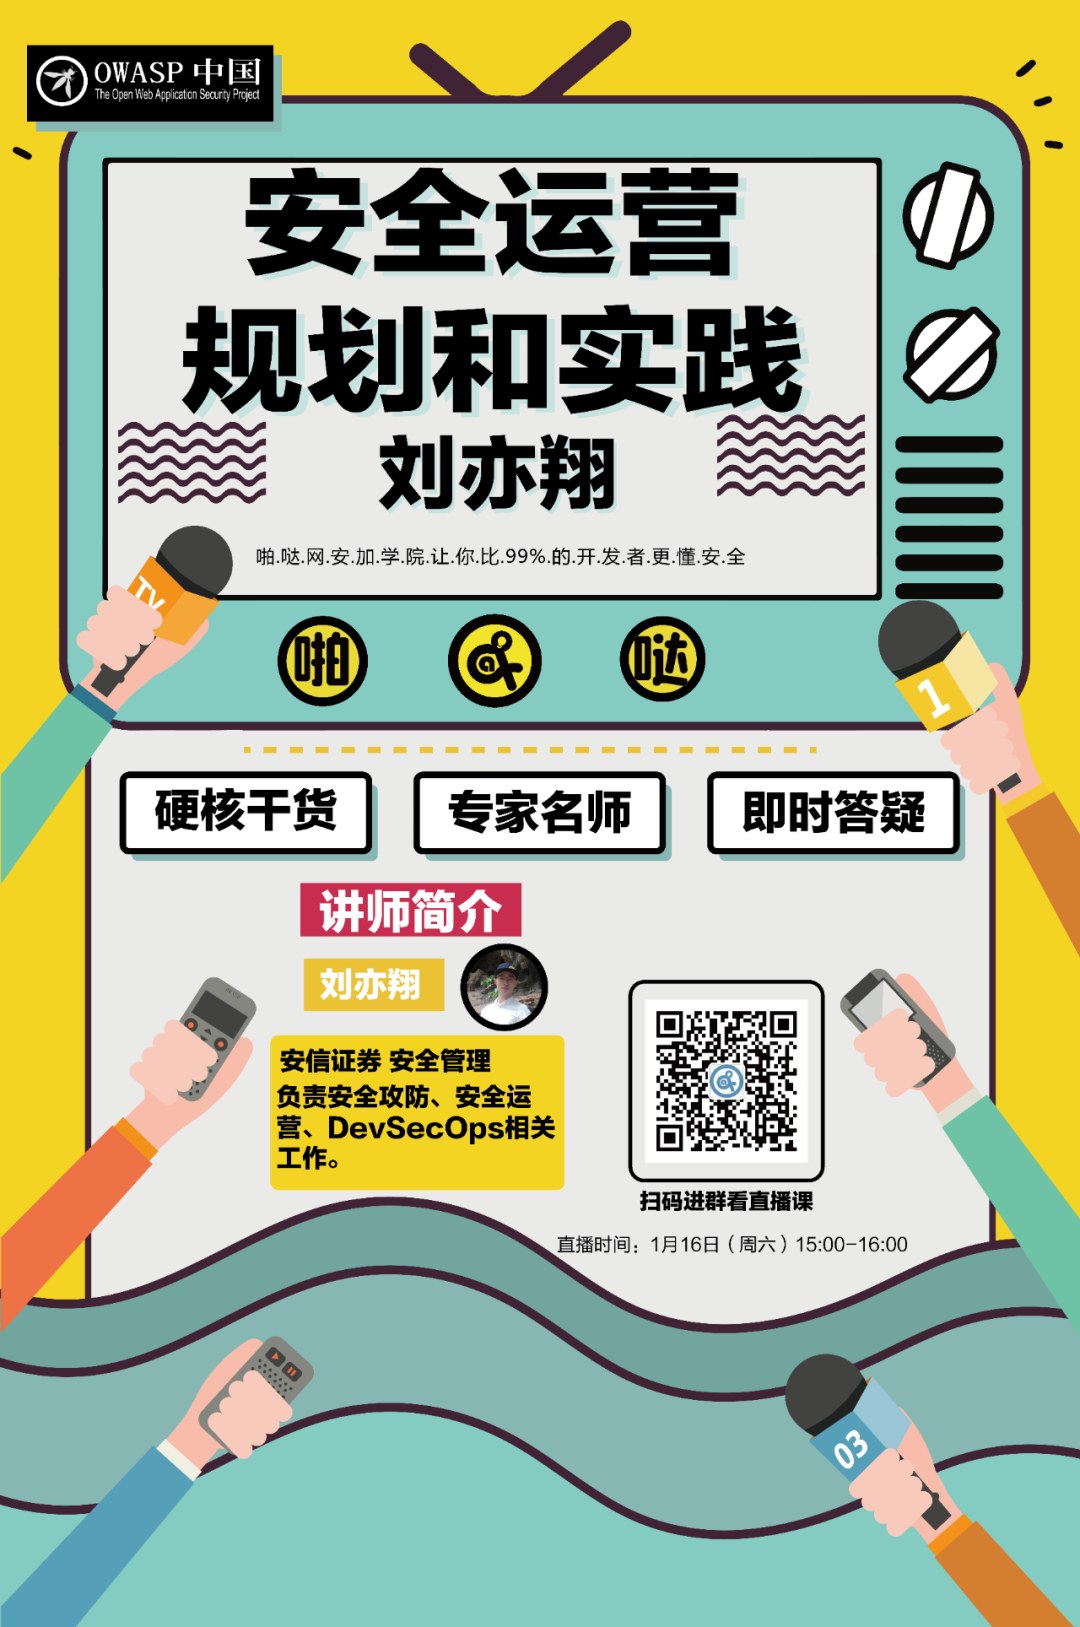 OWASP 中国
The Open Web Application Security Project
安全运营
规划和实践
刘亦翔
啪.哒.网.安.加.学.院.让.你.比.99%.的.开.发.者.更.懂.安.全
TV
1
啪
哒
硬核干货
专家名师
即时答疑
讲师简介
刘亦翔
安信证券 安全管理
负责安全攻防、安全运
营、DevSecOps相关
工作。
扫码进群看直播课
直播时间：1月16日（周六）15:00-16:00
03